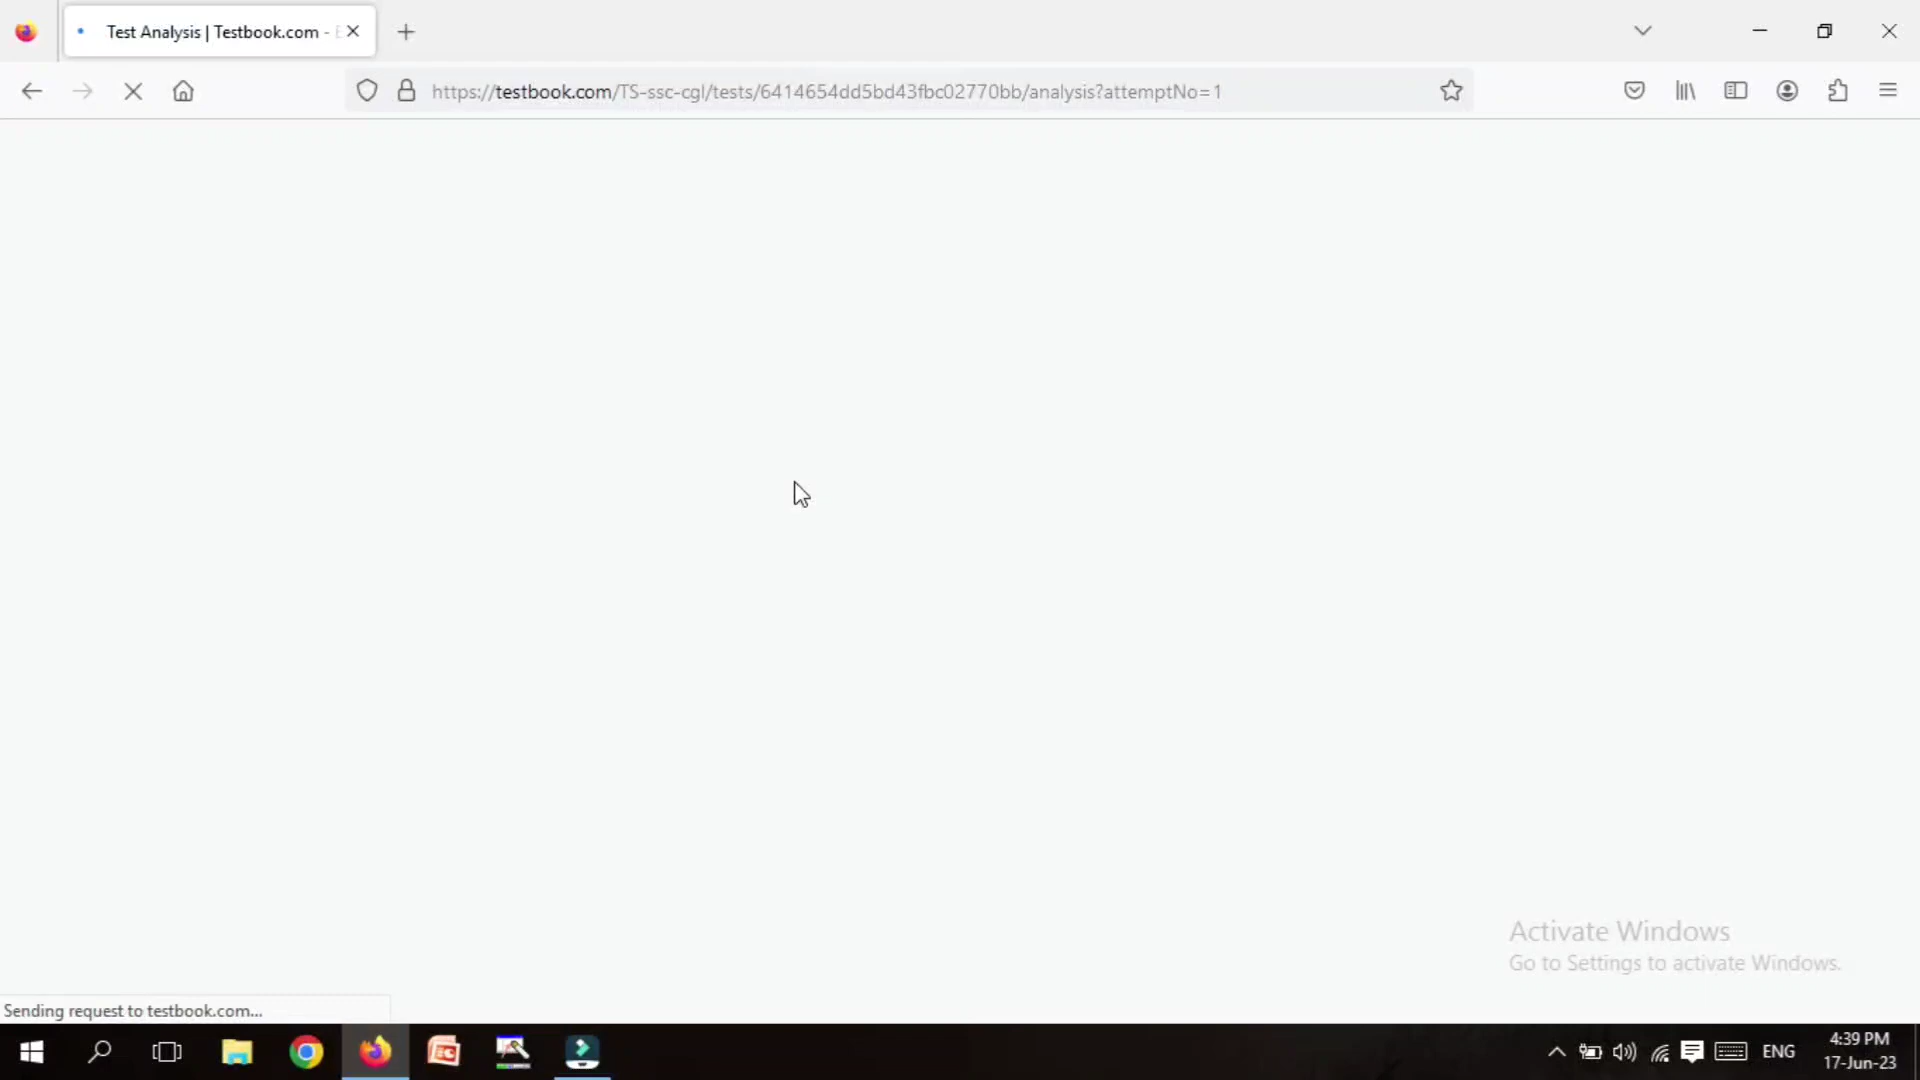 Test Analysis | Testbook.com -
https://testbook.com/TS-ssc-cgl/tests/6414654dd5bd43fbc02770bb/analysis?attemptNo=1
Activate Windows
Go to Settings to activate Windows.
Sending request to testbook.com...
ENG
4:39 PM
17-Jun-23